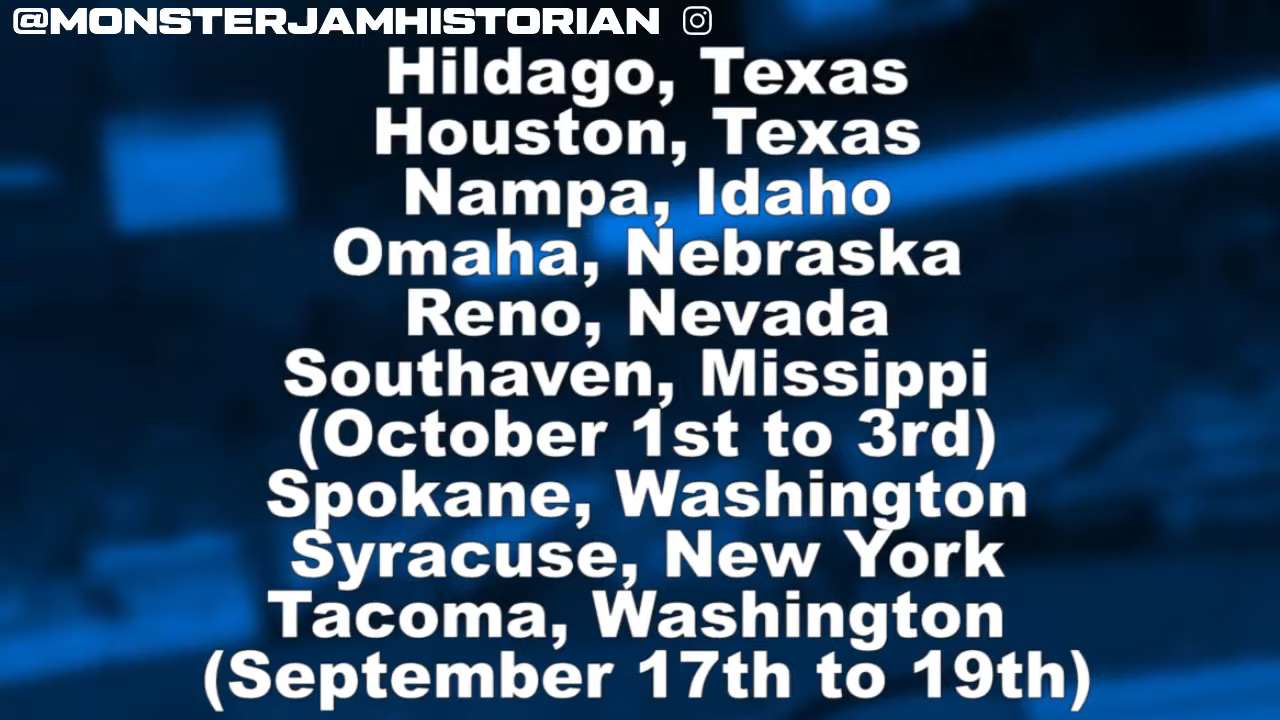 @MONSTERJAMHISTORIAN
Hildago, Texas
Houston, Texas
Nampa, Idaho
Omaha, Nebraska
Reno, Nevada
Southaven, Missippi
(October 1st to 3rd)
Spokane, Washington
Syracuse, New York
Tacoma, Washington
(September 17th to 19th)